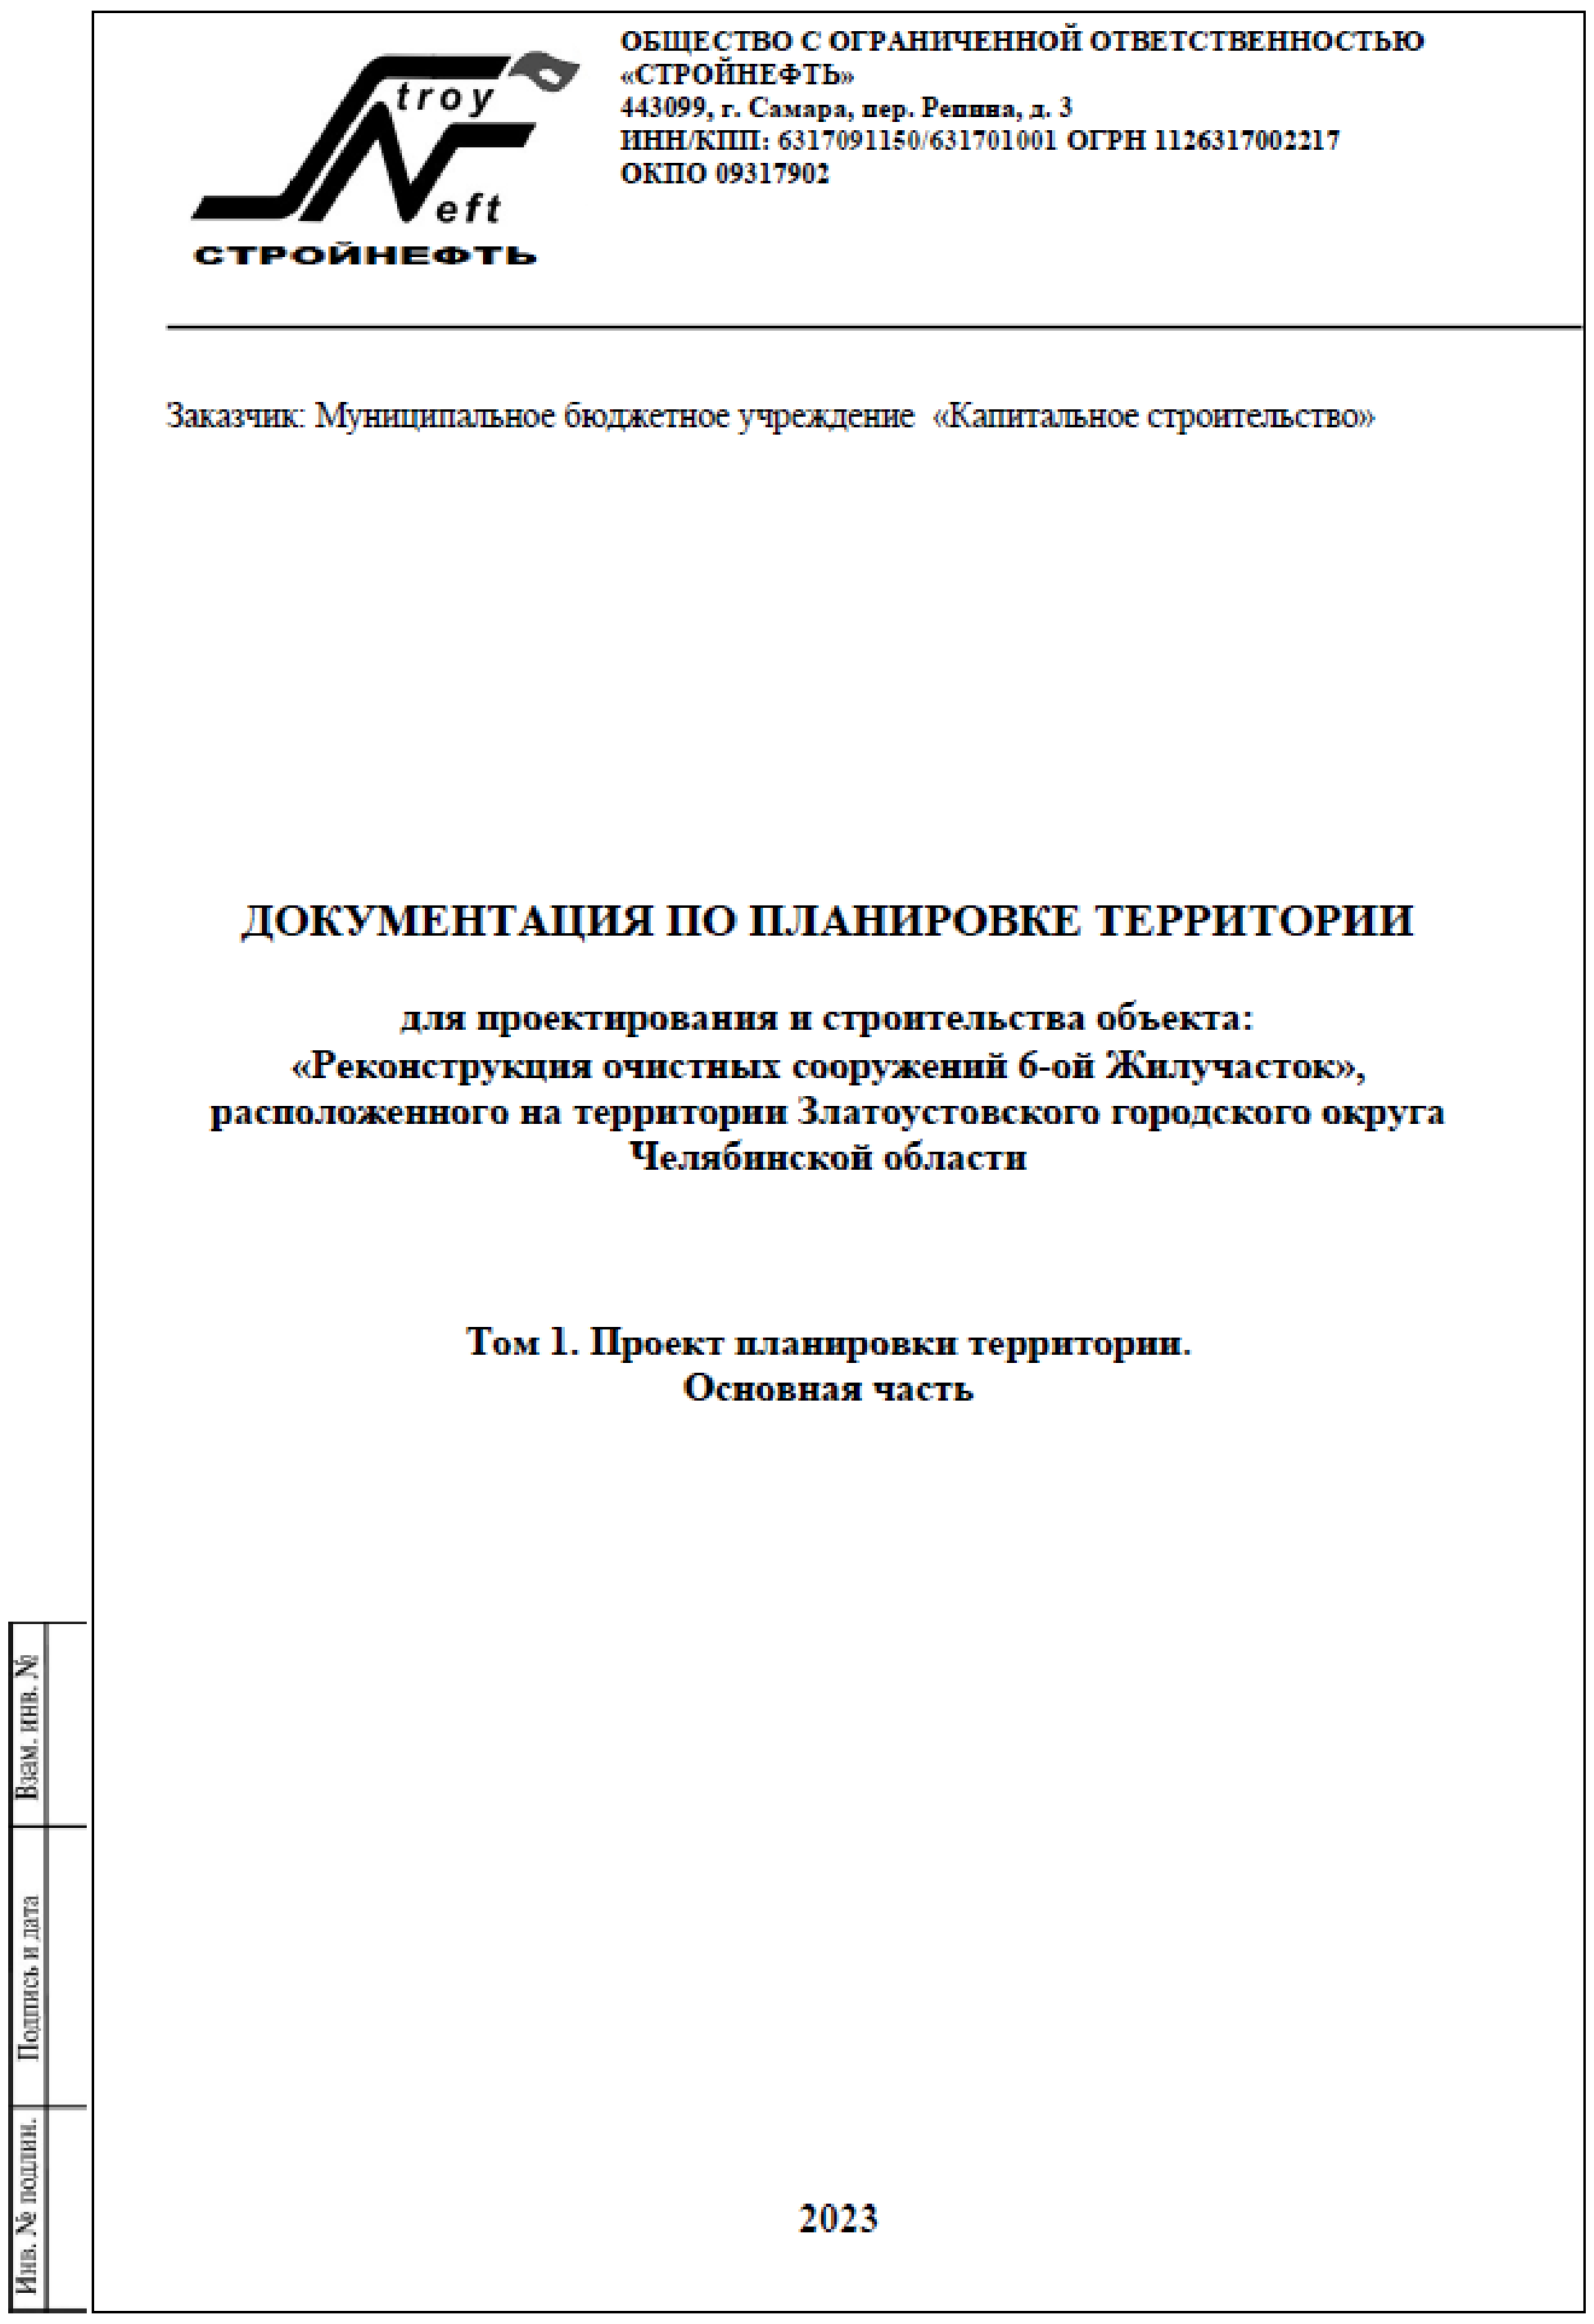 troy
eft
СТРОЙНЕФТЬ
ОБЩЕСТВО С ОГРАНИЧЕННОЙ ОТВЕТСТВЕННОСТЬЮ
«СТРОЙНЕФТЬ»
443099, г. Самара, пер. Репина, д. 3
ИНН/КПП: 6317091150/631701001 ОГРН 1126317002217
ОКПО 09317902
Заказчик: Муниципальное бюджетное учреждение «Капитальное строительство»
ДОКУМЕНТАЦИЯ ПО ПЛАНИРОВКЕ ТЕРРИТОРИИ
для проектирования и строительства объекта:
«Реконструкция очистных сооружений 6-ой Жилучасток»,
расположенного на территории Златоустовского городского округа
Челябинской области
Том 1. Проект планировки территории.
Основная часть
Взам. инв. №
Подпись и дата
Инв. № подлин.
2023